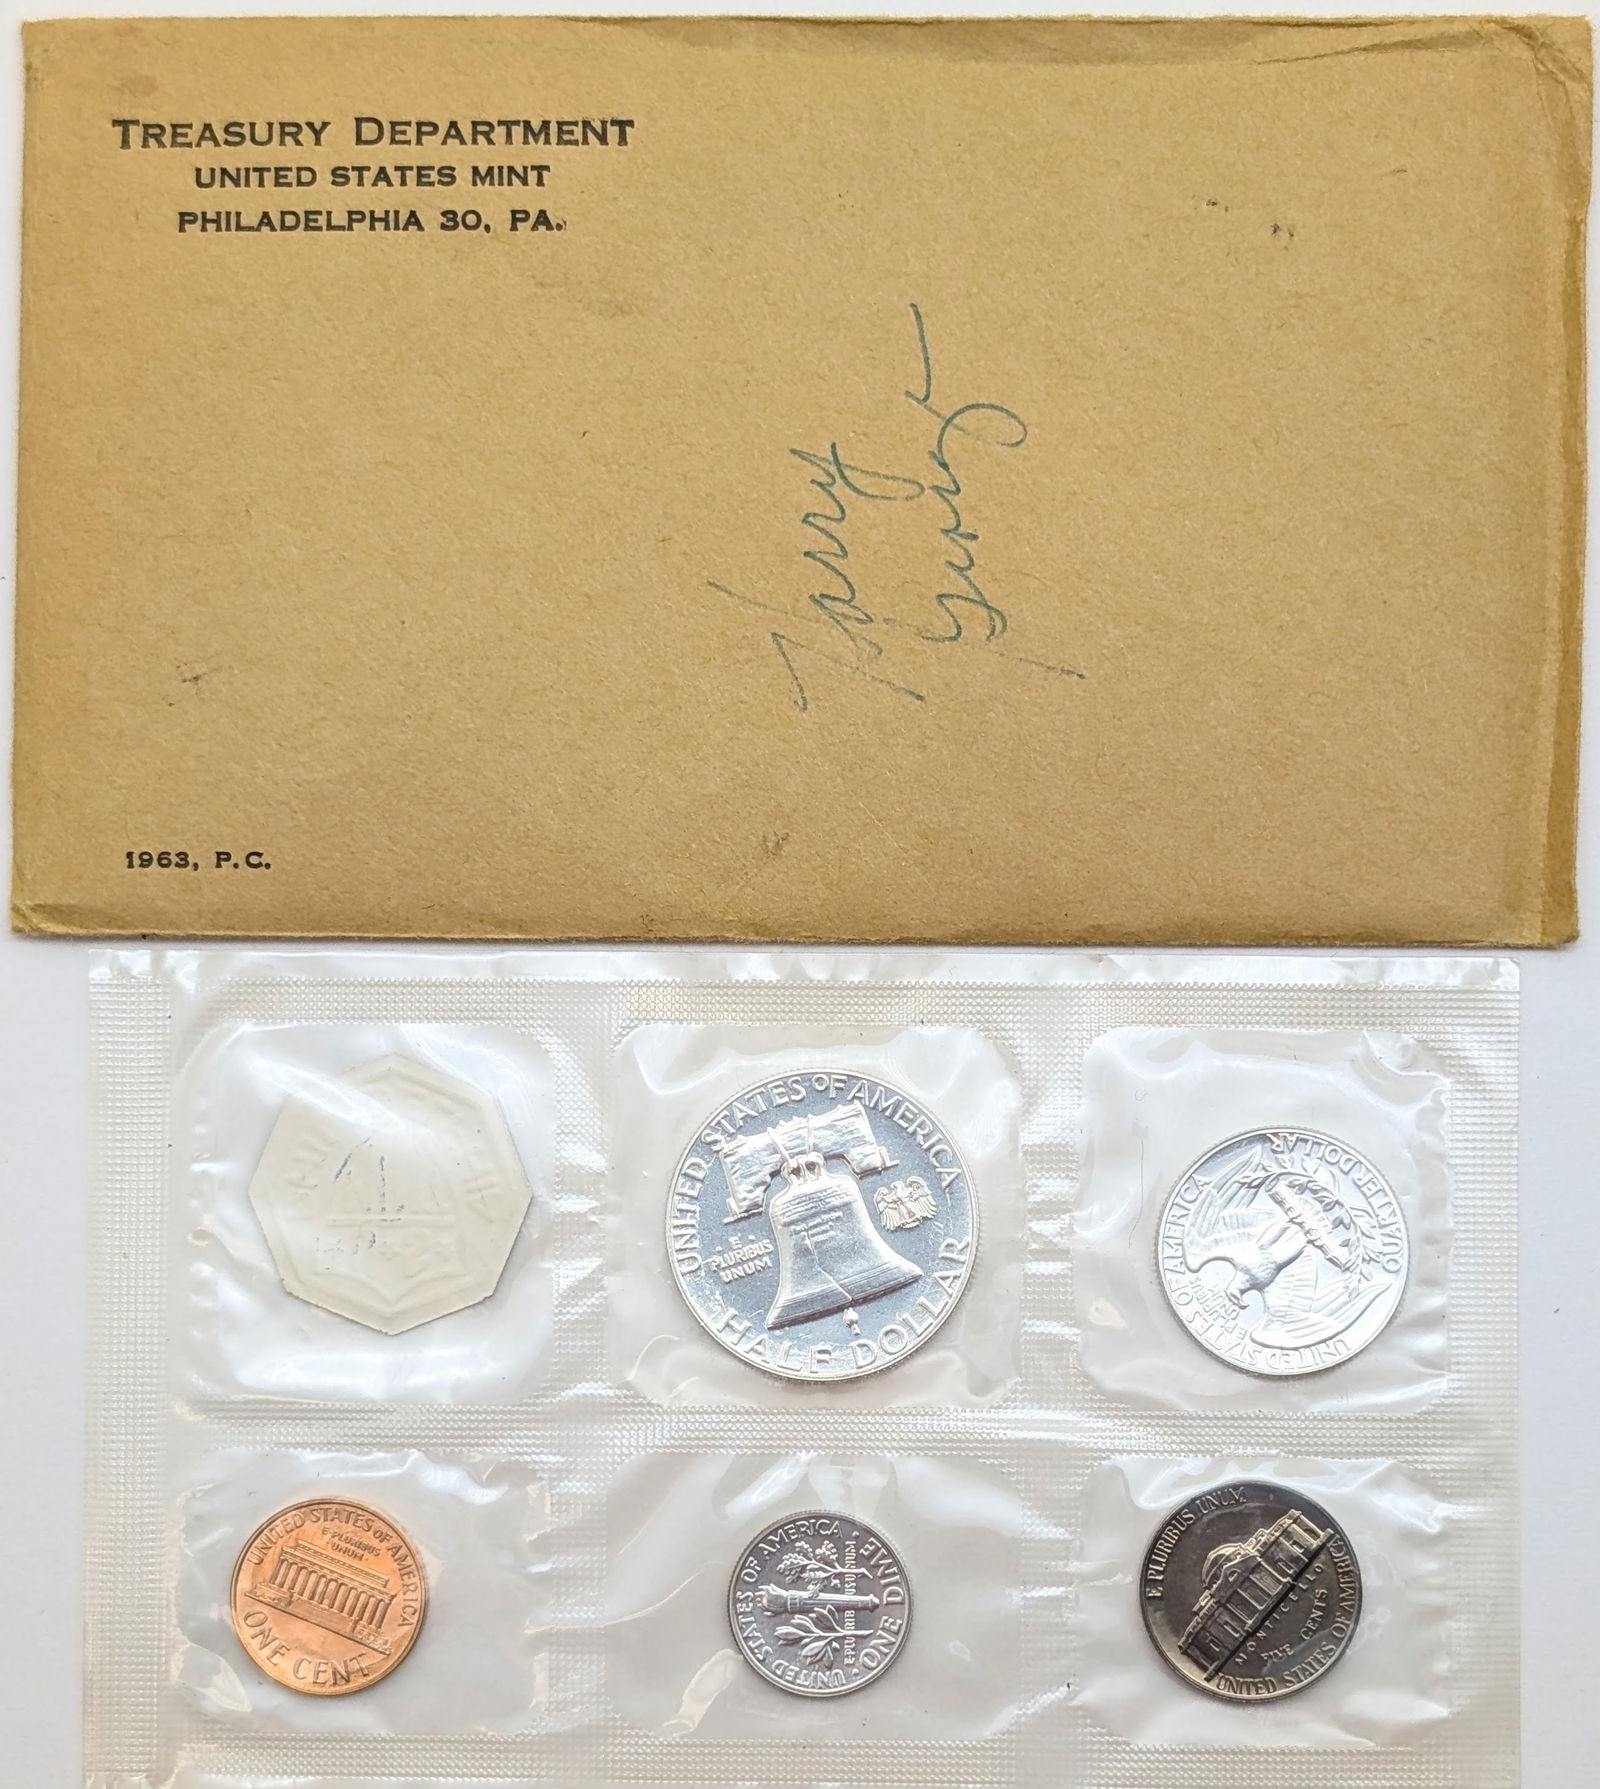 TREASURY DEPARTMENT
UNITED STATES MINT
PHILADELPHIA 30, PA.
Harry
1963, P.C.
UNITED STATES OF AMERICA
E
PLURIBUS
UNUM
HALF DOLLAR
UNITED STATES OF AMERICA
E PLURIBUS
UNUM
QUARTER DOLLAR
UNITED STATES OF AMERICA
E·PLURIBUS
UNUM
ONE CENT
UNITED STATES OF AMERICA
ONE DIME
E PLURIBUS UNUM
MONTICELLO
FIVE CENTS
UNITED STATES OF AMERICA